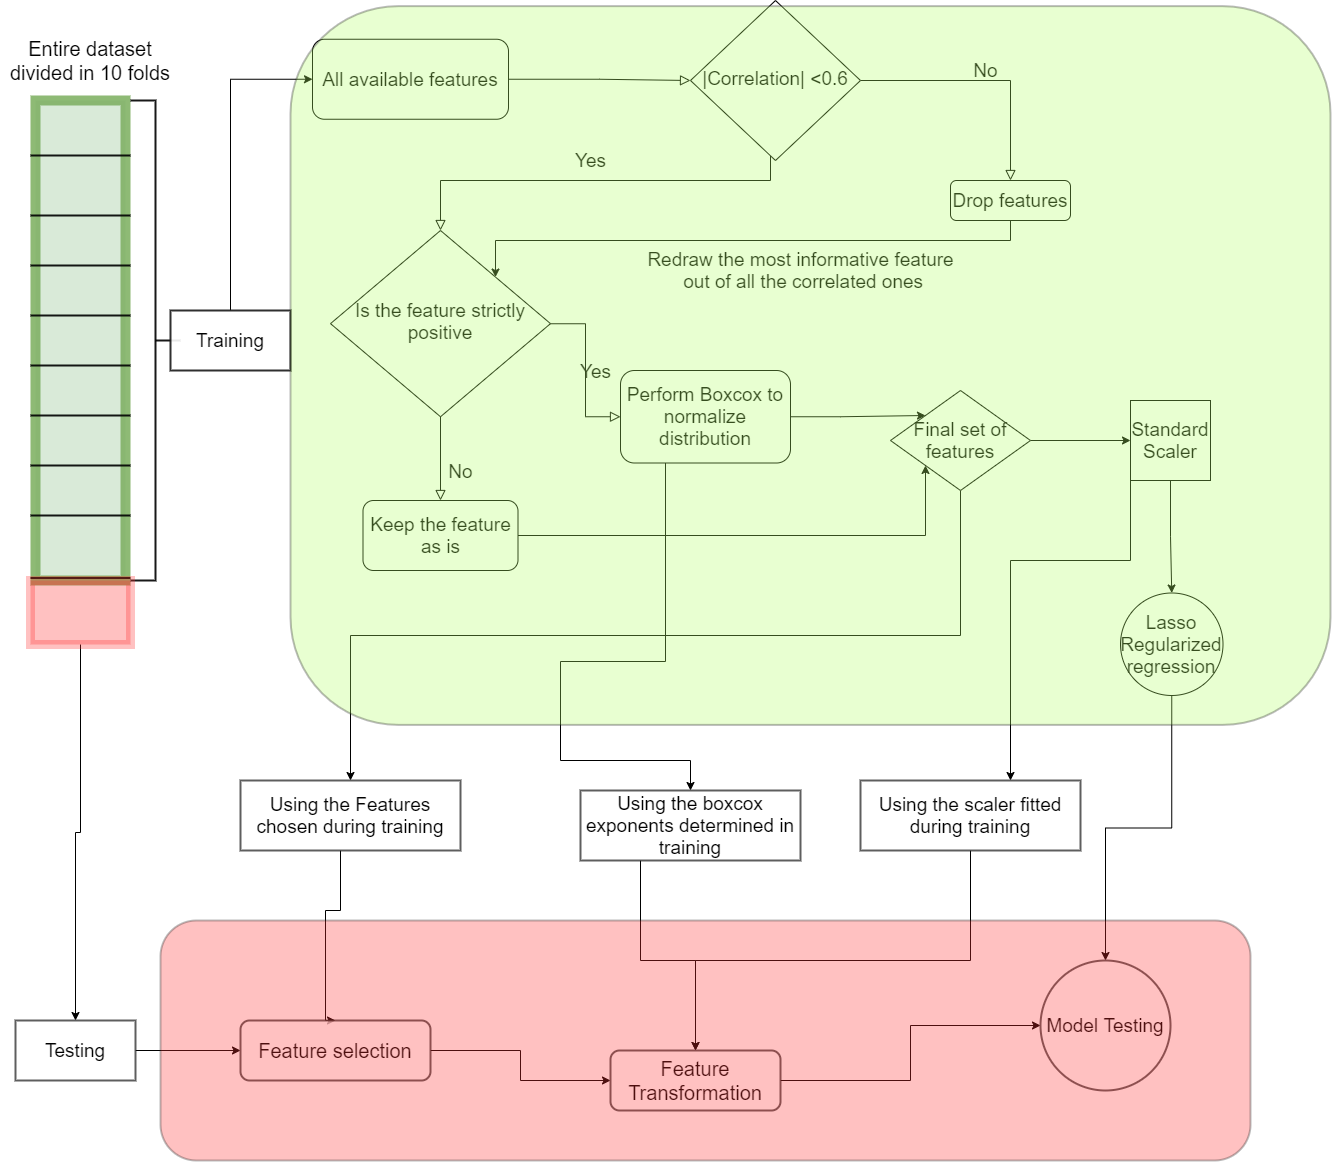 Entire dataset
divided in 10 folds
All available features
|Correlation| <0.6
No
Yes
Drop features
Redraw the most informative feature
out of all the correlated ones
Is the feature strictly
positive
Training
Yes
Perform Boxcox to
normalize
distribution
Final set of
features
Standard
Scaler
No
Keep the feature
as is
Lasso
Regularized
regression
Using the Features
chosen during training
Using the boxcox
exponents determined in
training
Using the scaler fitted
during training
Testing
Feature selection
Feature
Transformation
Model Testing